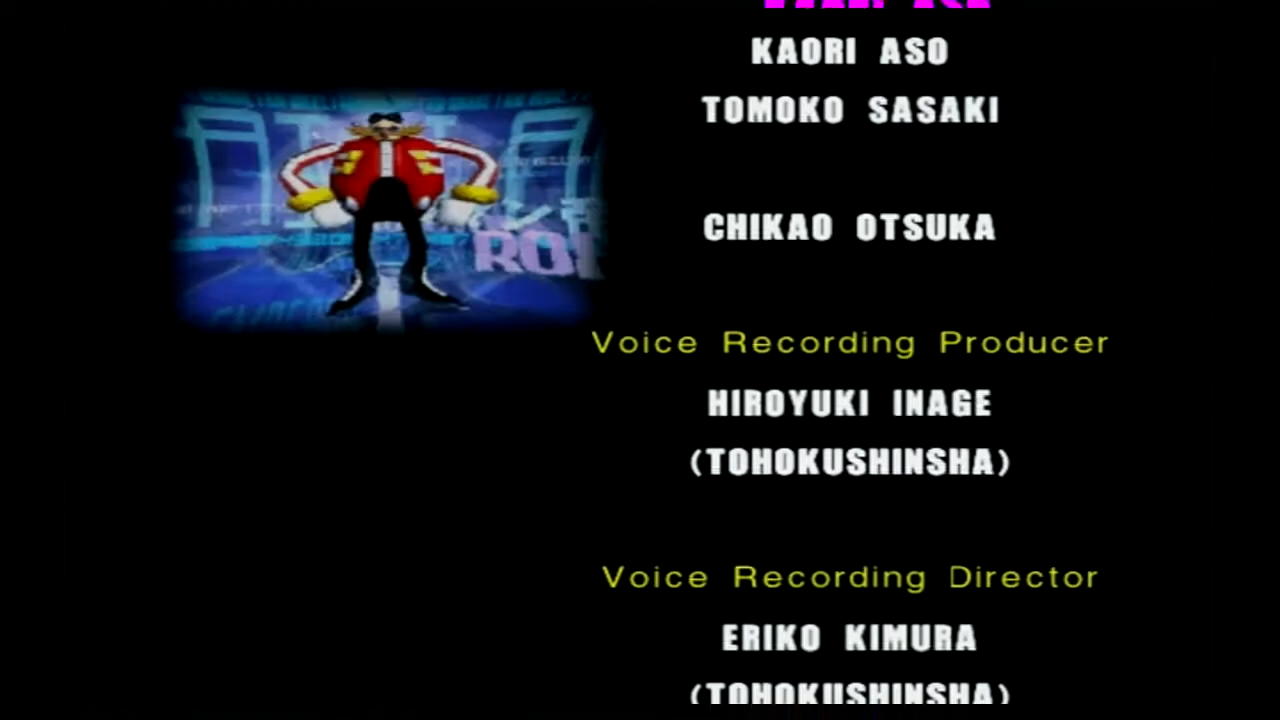 KAORI ASO
TOMOKO SASAKI
CHIKAO OTSUKA
Voice Recording Producer
HIROYUKI INAGE
(TOHOKUSHINSHA)
Voice Recording Director
ERIKO KIMURA
(TOHOKUSHINSHA)